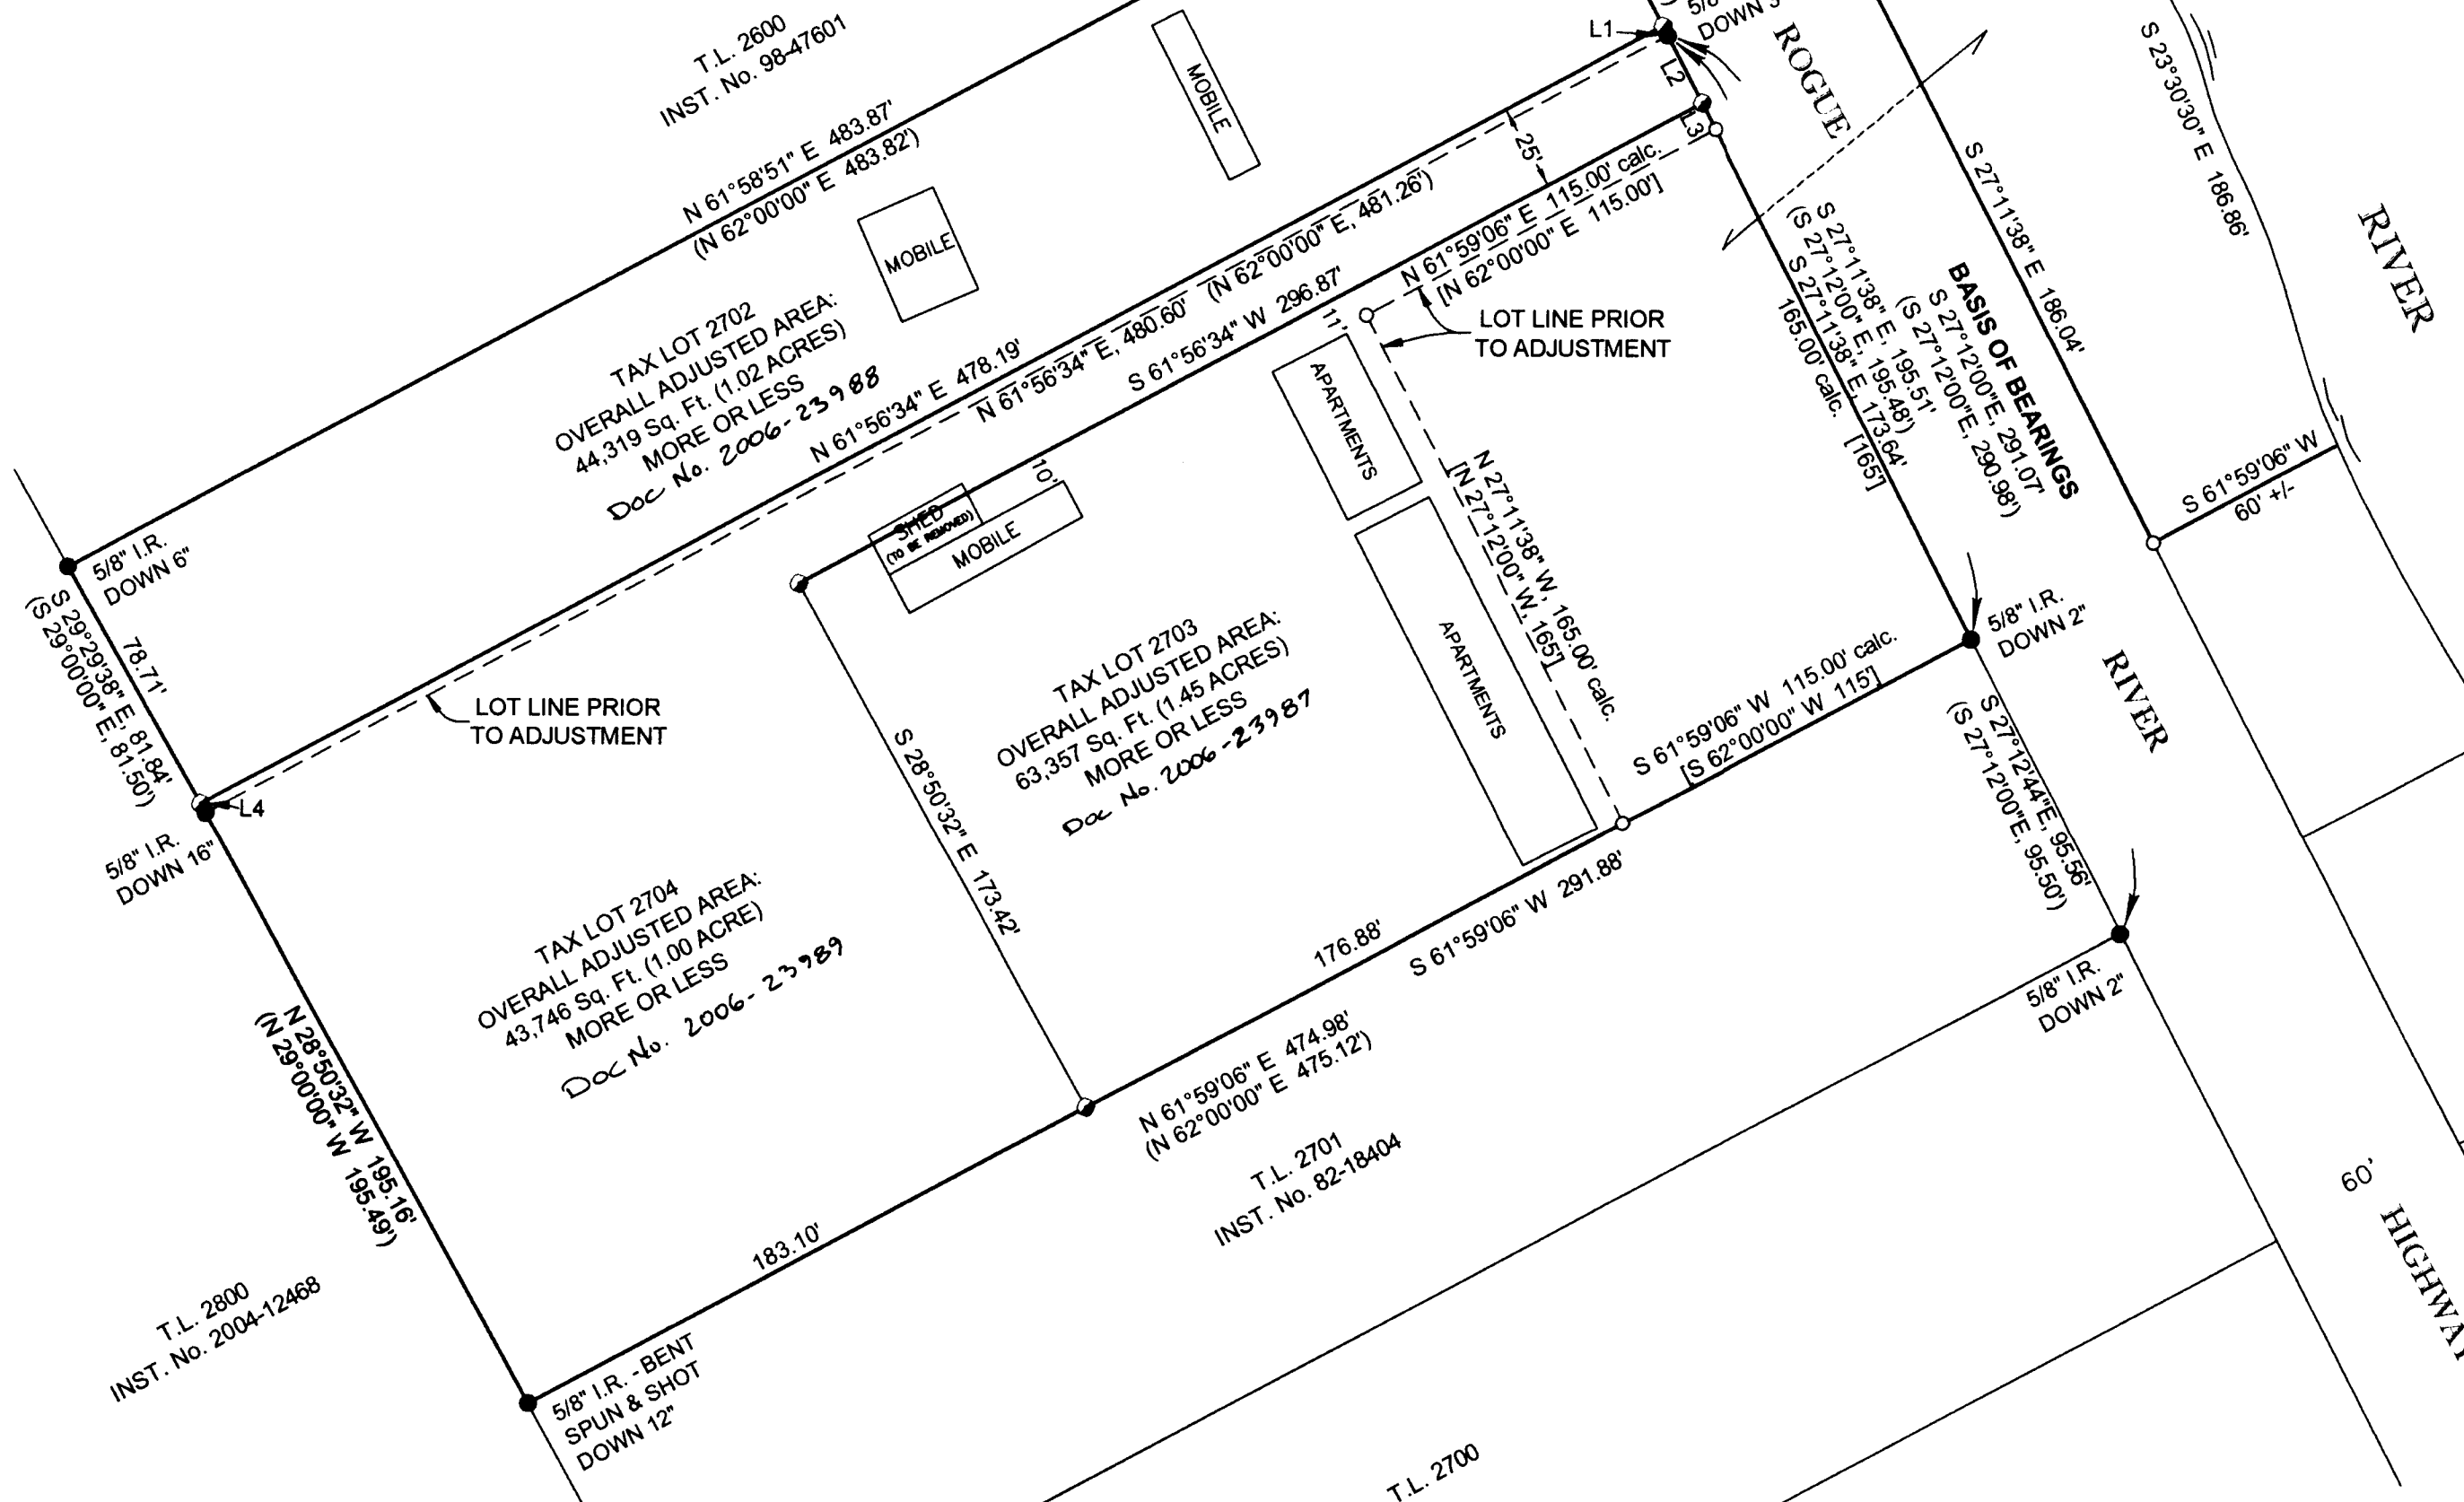 T.L. 2600
INST. No. 98-47601
N 61°58'51" E 483.87'
(N 62°00'00" E 483.82')
MOBILE
MOBILE
L1
DOWN
L2
L3
ROGUE
RIVER
S 23°30'30" E 186.86'
S 27°11'38" E 186.04'
25'
N 61°59'06" E 115.00' calc.
[N 62°00'00" E 115.00']
TAX LOT 2702
OVERALL ADJUSTED AREA:
44,319 Sq. Ft. (1.02 ACRES)
MORE OR LESS
Doc No. 2006-23988
N 61°56'34" E 478.19'
N 61°56'34" E, 480.60' (N 62°00'00" E, 481.26')
S 61°56'34" W 296.87'
11'
LOT LINE PRIOR
TO ADJUSTMENT
APARTMENTS
S 27°11'38" E, 195.51'
(S 27°12'00" E, 195.48')
S 27°11'38" E, 173.64'
165.00' calc. [165']
BASIS OF BEARINGS
S 27°12'00"E, 291.07'
(S 27°12'00"E, 290.98')
S 61°59'06" W
60' +/-
10'
SHED
(TO BE REMOVED)
MOBILE
N 27°11'38" W, 165.00' calc.
[N 27°12'00" W, 165']
5/8" I.R.
DOWN 6"
78.71'
S 29°29'38" E, 81.84'
(S 29°00'00" E, 81.50')
LOT LINE PRIOR
TO ADJUSTMENT
L4
5/8" I.R.
DOWN 16"
S 28°50'32" E 173.42'
TAX LOT 2703
OVERALL ADJUSTED AREA:
63,357 Sq. Ft. (1.45 ACRES)
MORE OR LESS
Doc No. 2006-23987
APARTMENTS
S 61°59'06" W 115.00' calc.
[S 62°00'00" W 115']
5/8" I.R.
DOWN 2"
RIVER
S 27°12'44"E, 95.56'
(S 27°12'00"E, 95.50')
TAX LOT 2704
OVERALL ADJUSTED AREA:
43,746 Sq. Ft. (1.00 ACRE)
MORE OR LESS
Doc No. 2006-23989
176.88'
S 61°59'06" W 291.88'
5/8" I.R.
DOWN 2"
N 28°50'32" W 195.16'
(N 29°00'00" W 195.49')
N 61°59'06" E 474.98'
(N 62°00'00" E 475.12')
T.L. 2701
INST. No. 82-18404
60'
HIGHWAY
183.10'
T.L. 2800
INST. No. 2004-12468
5/8" I.R. - BENT
SPUN & SHOT
DOWN 12"
T.L. 2700